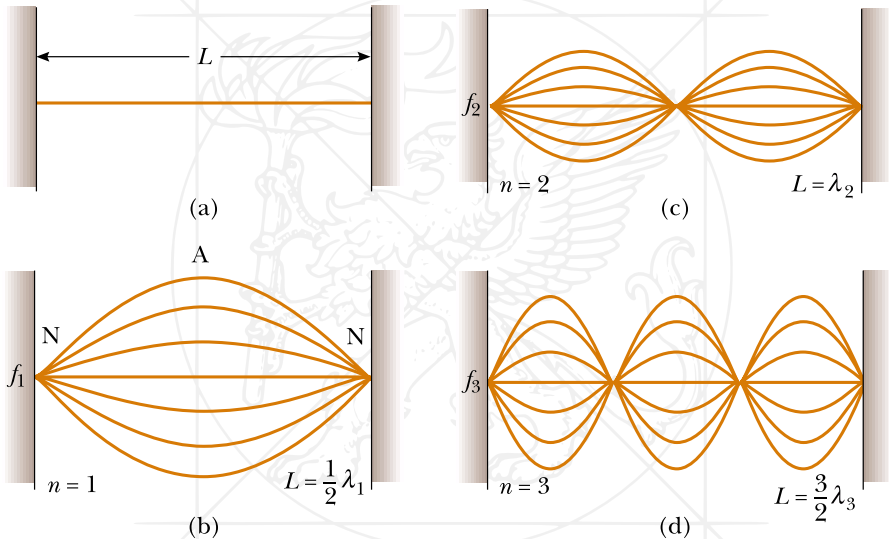 L
(a)
f₂
n = 2
L = λ₂
(c)
A
N
N
f₁
n = 1
L = 1/2 λ₁
(b)
f₃
n = 3
L = 3/2 λ₃
(d)